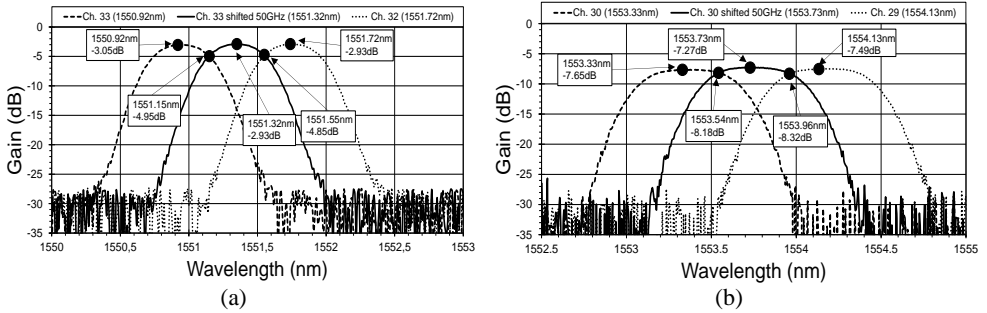 Ch. 33 (1550.92nm) Ch. 33 shifted 50GHz (1551.32nm) Ch. 32 (1551.72nm)
5
0
-5
-10
-15
-20
-25
-30
-35
Gain (dB)
1550.92nm
-3.05dB
1551.72nm
-2.93dB
1551.15nm
-4.95dB
1551.32nm
-2.93dB
1551.55nm
-4.85dB
1550 1550,5 1551 1551,5 1552 1552,5 1553
Wavelength (nm)
(a)
Ch. 30 (1553.33nm) Ch. 30 shifted 50GHz (1553.73nm) Ch. 29 (1554.13nm)
0
-5
-10
-15
-20
-25
-30
-35
Gain (dB)
1553.33nm
-7.65dB
1553.73nm
-7.27dB
1554.13nm
-7.49dB
1553.54nm
-8.18dB
1553.96nm
-8.32dB
1552.5 1553 1553.5 1554 1554.5 1555
Wavelength (nm)
(b)